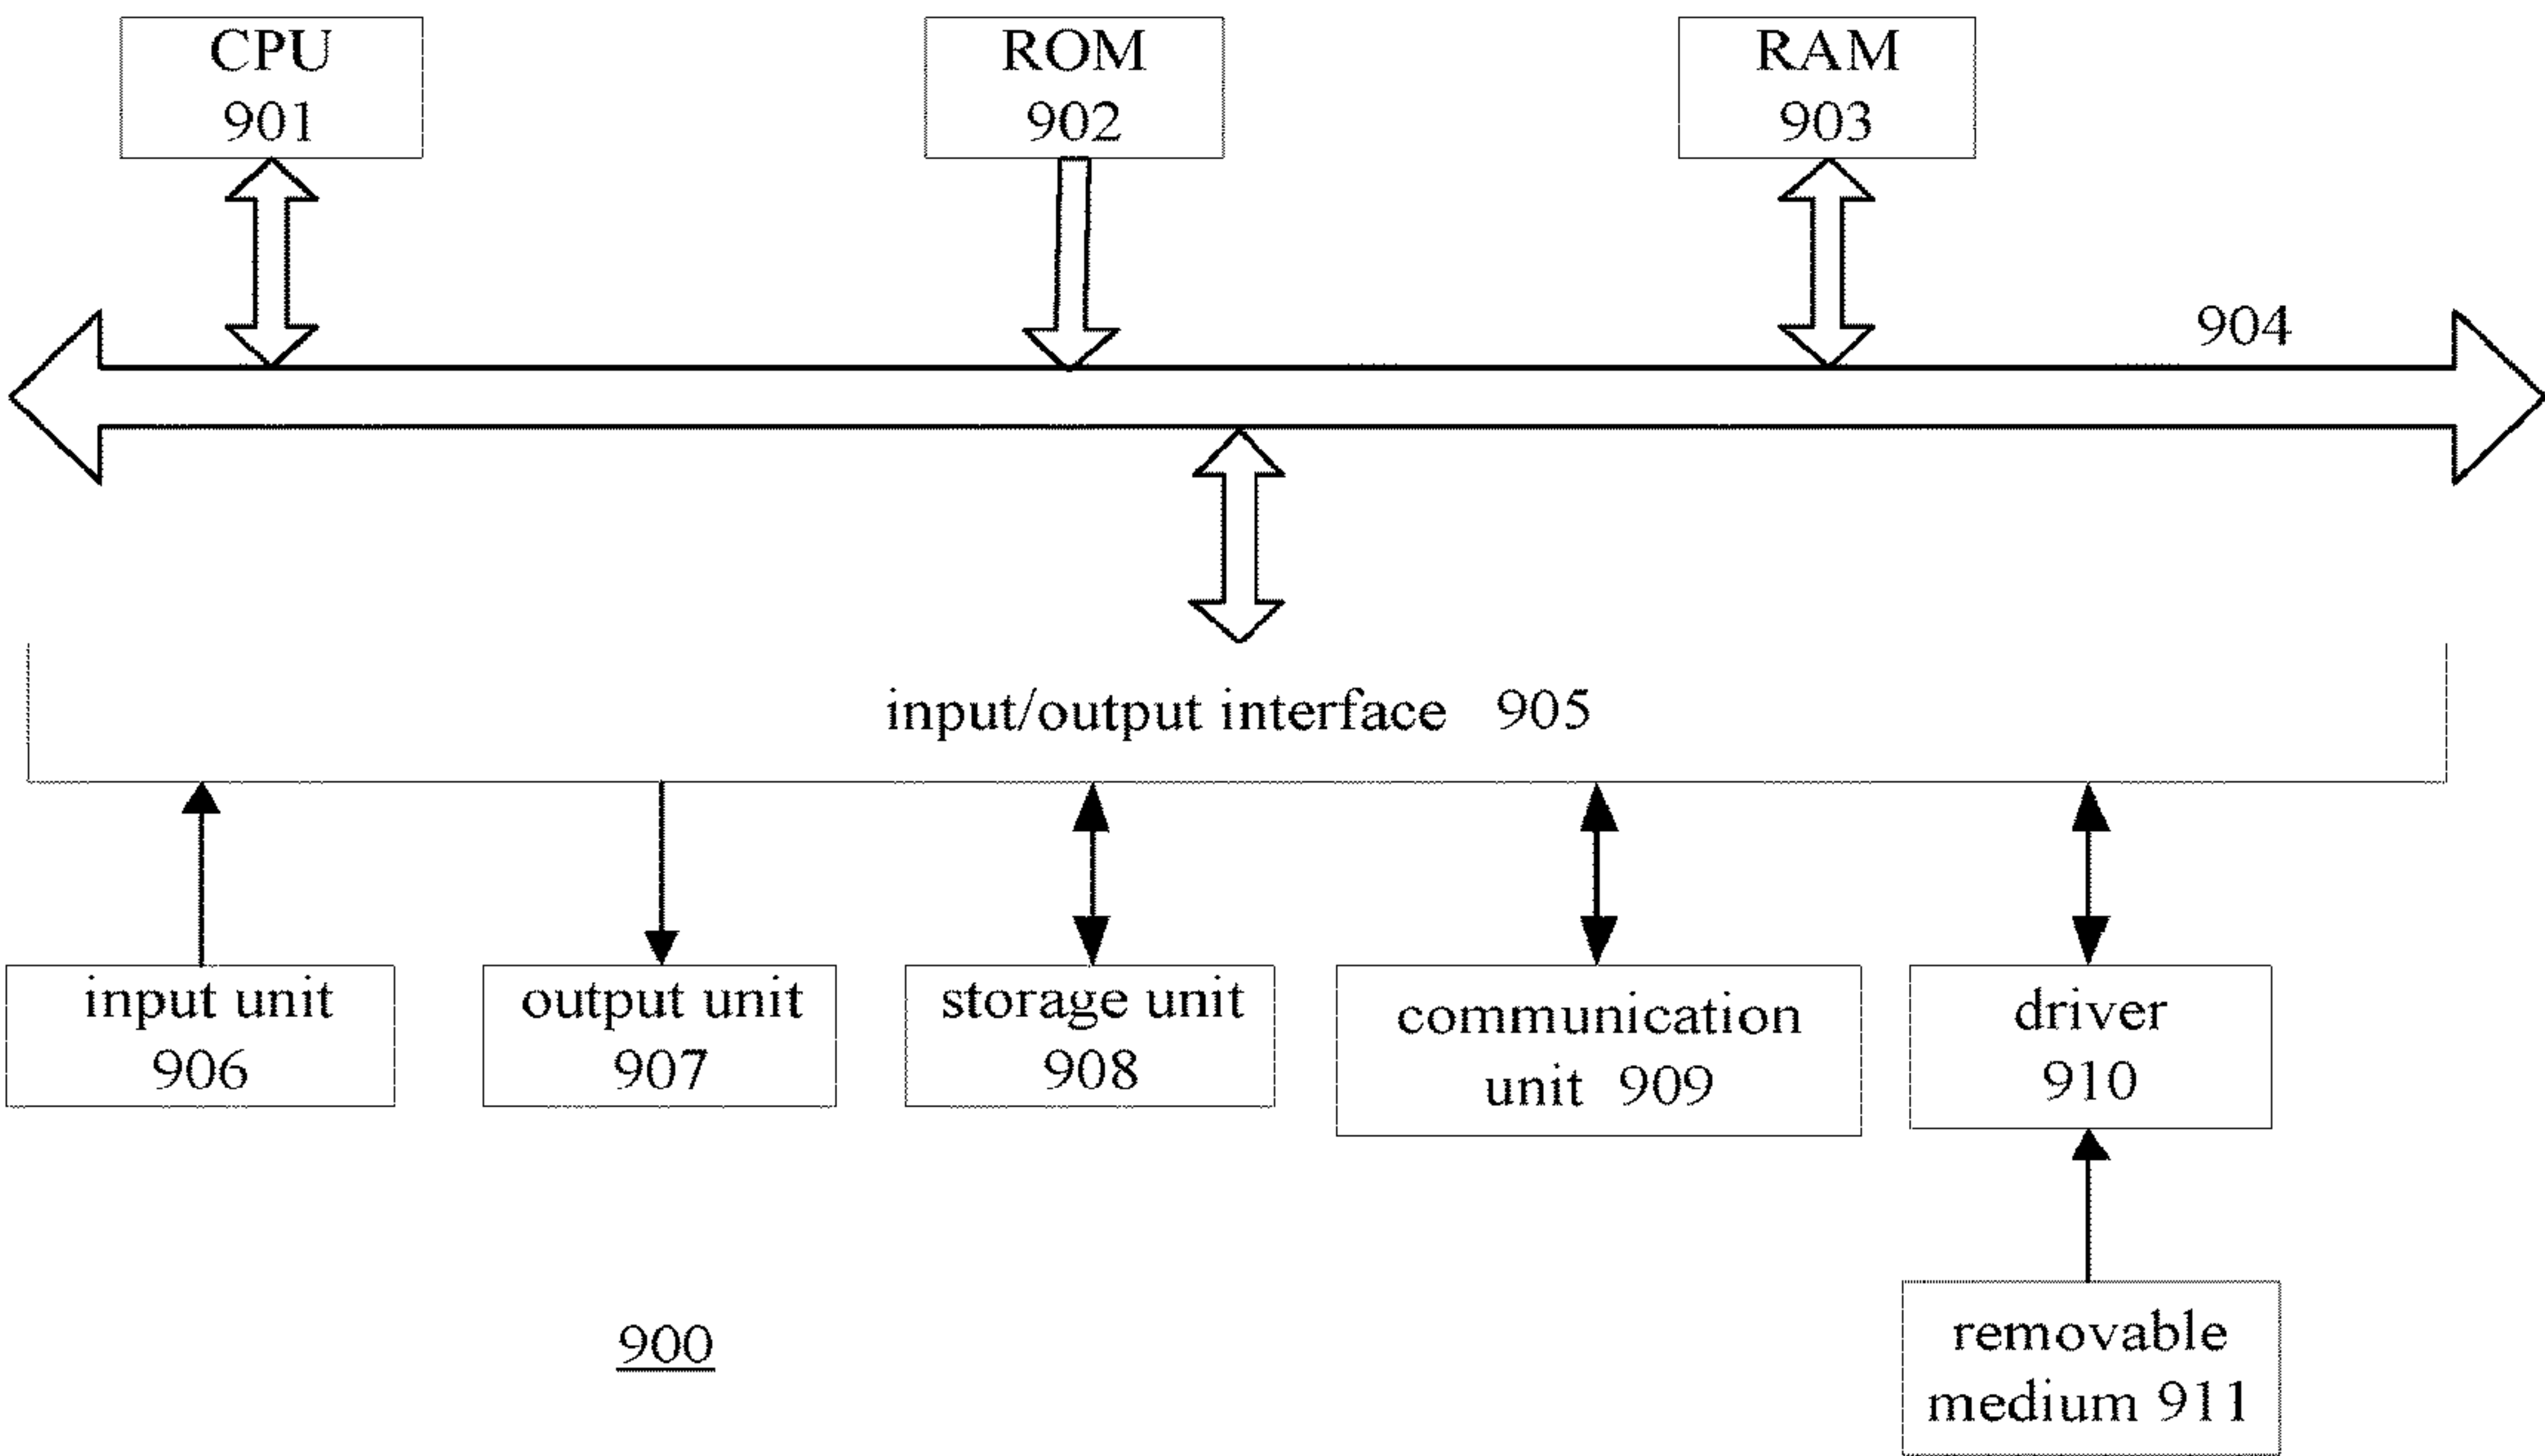 CPU
901
ROM
902
RAM
903
904
input/output interface 905
input unit
906
output unit
907
storage unit
908
communication
unit 909
driver
910
900
removable
medium 911